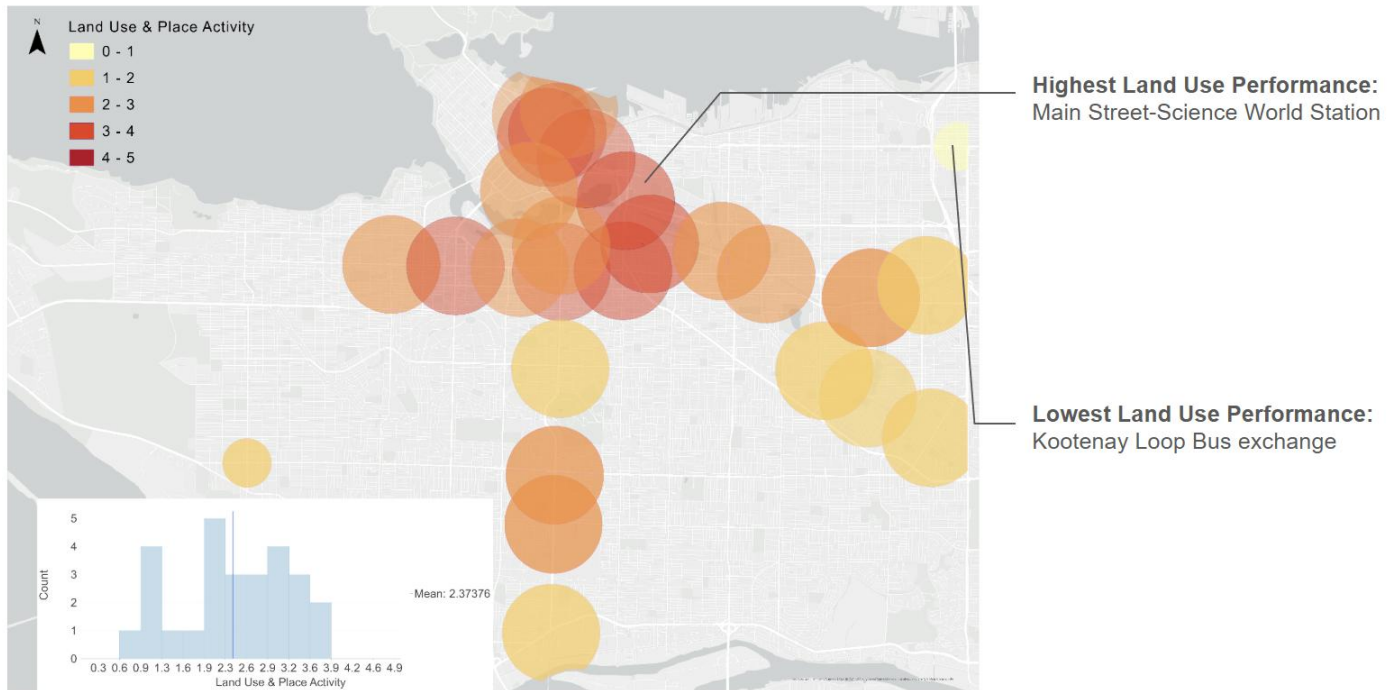 N
Land Use & Place Activity
0 - 1
1 - 2
2 - 3
3 - 4
4 - 5
Highest Land Use Performance:
Main Street-Science World Station
Lowest Land Use Performance:
Kootenay Loop Bus exchange
5
4
3
2
1
0
Count
Mean: 2.37376
0.3 0.6 0.9 1.3 1.6 1.9 2.3 2.6 2.9 3.2 3.6 3.9 4.2 4.6 4.9
Land Use & Place Activity